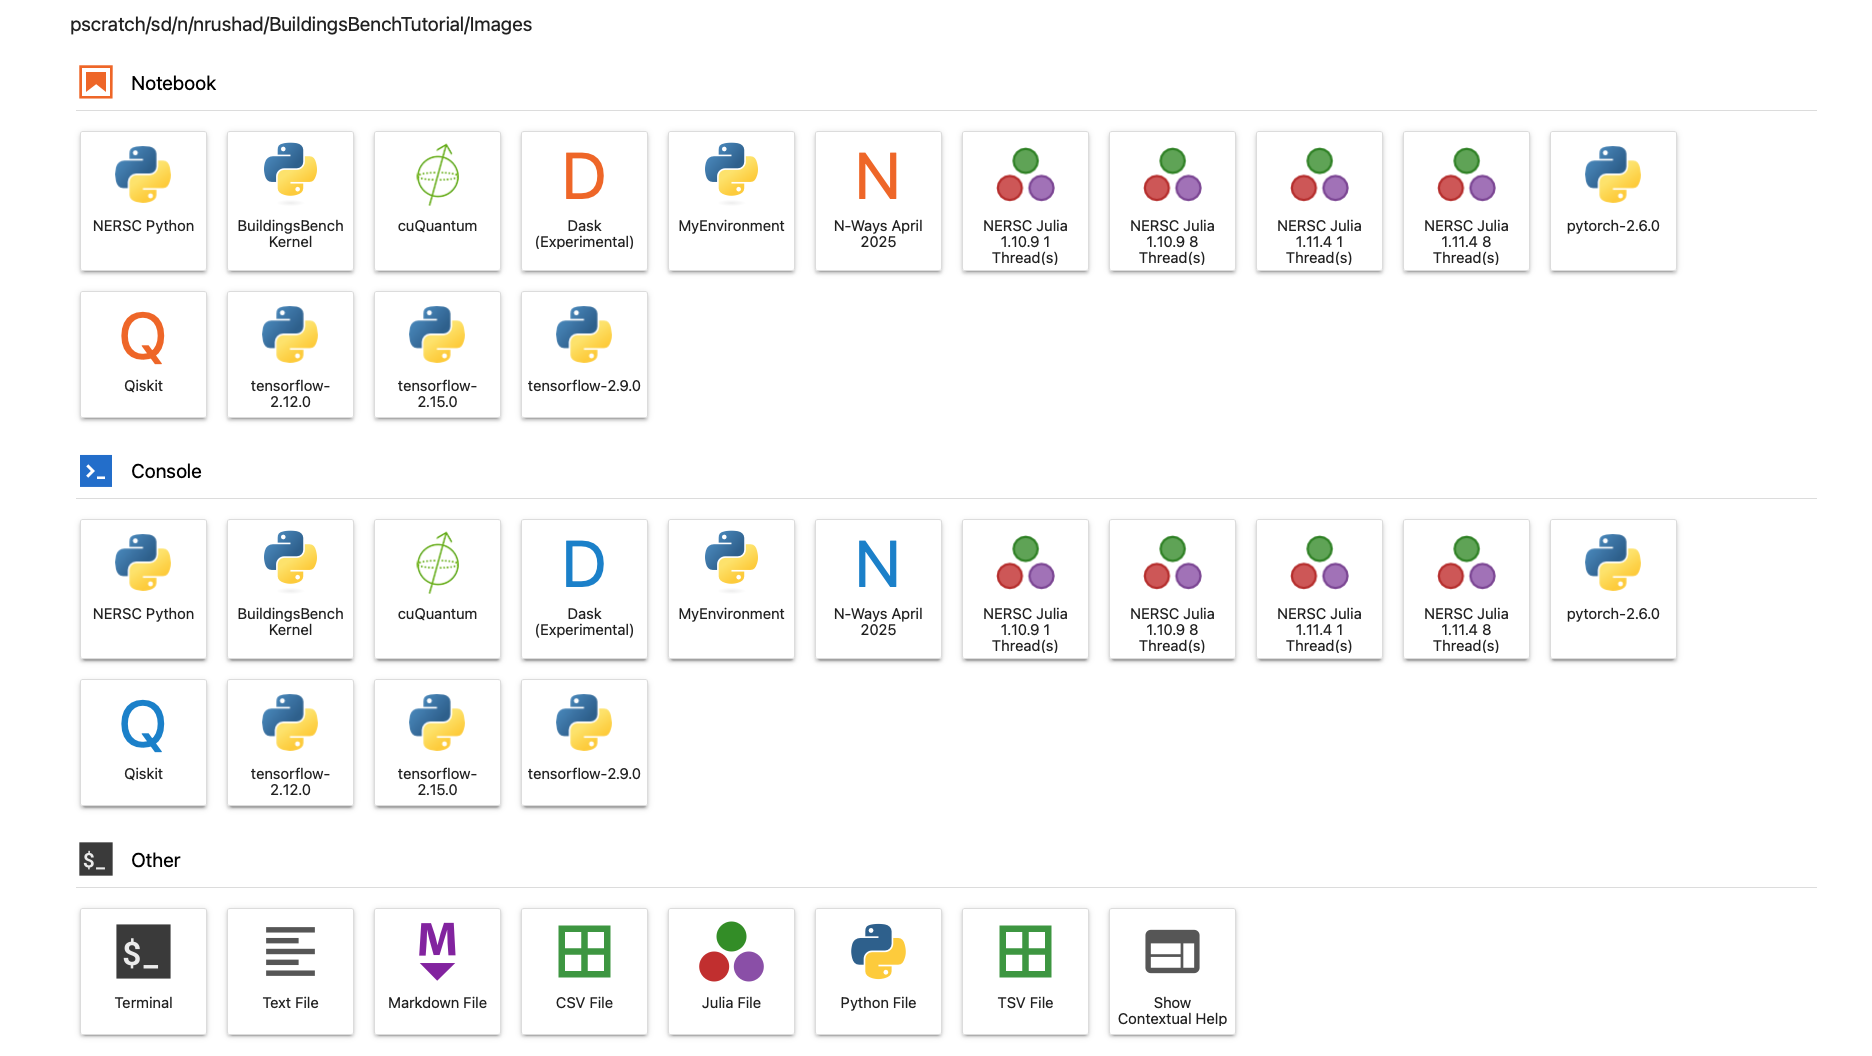 pscratch/sd/n/nrushad/BuildingsBenchTutorial/Images
Notebook
NERSC Python
BuildingsBench
Kernel
cuQuantum
D
Dask
(Experimental)
MyEnvironment
N
N-Ways April
2025
NERSC Julia
1.10.9 1
Thread(s)
NERSC Julia
1.10.9 8
Thread(s)
NERSC Julia
1.11.4 1
Thread(s)
NERSC Julia
1.11.4 8
Thread(s)
pytorch-2.6.0
Q
Qiskit
tensorflow-
2.12.0
tensorflow-
2.15.0
tensorflow-2.9.0
>_
Console
NERSC Python
BuildingsBench
Kernel
cuQuantum
D
Dask
(Experimental)
MyEnvironment
N
N-Ways April
2025
NERSC Julia
1.10.9 1
Thread(s)
NERSC Julia
1.10.9 8
Thread(s)
NERSC Julia
1.11.4 1
Thread(s)
NERSC Julia
1.11.4 8
Thread(s)
pytorch-2.6.0
Q
Qiskit
tensorflow-
2.12.0
tensorflow-
2.15.0
tensorflow-2.9.0
$_
Other
$_
Terminal
Text File
M
Markdown File
CSV File
Julia File
Python File
TSV File
Show
Contextual Help